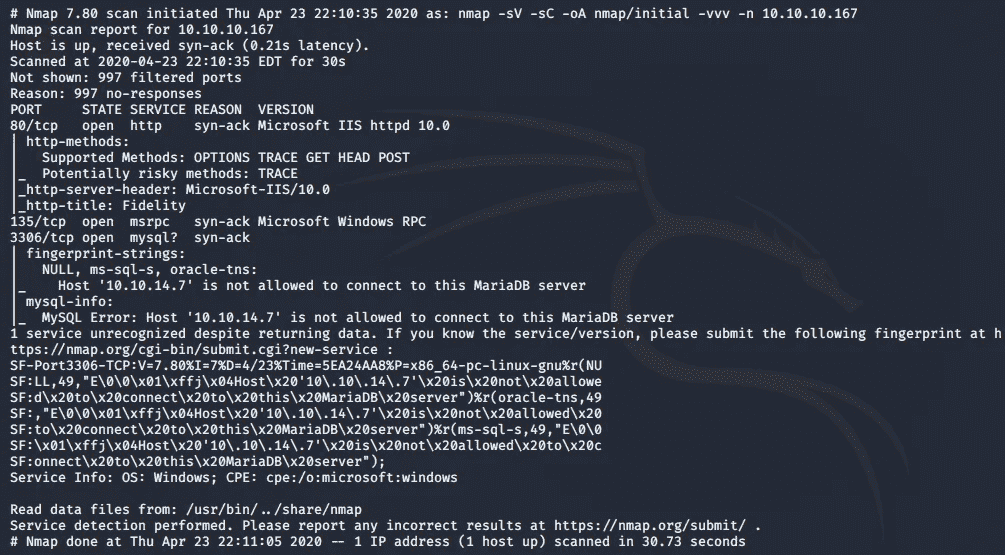 # Nmap 7.80 scan initiated Thu Apr 23 22:10:35 2020 as: nmap -sV -sC -oA nmap/initial -vvv -n 10.10.10.167
Nmap scan report for 10.10.10.167
Host is up, received syn-ack (0.21s latency).
Scanned at 2020-04-23 22:10:35 EDT for 30s
Not shown: 997 filtered ports
Reason: 997 no-responses
PORT     STATE SERVICE REASON  VERSION
80/tcp   open  http    syn-ack Microsoft IIS httpd 10.0
| http-methods:
|   Supported Methods: OPTIONS TRACE GET HEAD POST
|_  Potentially risky methods: TRACE
|_http-server-header: Microsoft-IIS/10.0
|_http-title: Fidelity
135/tcp  open  msrpc   syn-ack Microsoft Windows RPC
3306/tcp open  mysql?  syn-ack
| fingerprint-strings:
|   NULL, ms-sql-s, oracle-tns:
|_    Host '10.10.14.7' is not allowed to connect to this MariaDB server
| mysql-info:
|_  MySQL Error: Host '10.10.14.7' is not allowed to connect to this MariaDB server
1 service unrecognized despite returning data. If you know the service/version, please submit the following fingerprint at h
ttps://nmap.org/cgi-bin/submit.cgi?new-service :
SF-Port3306-TCP:V=7.80%I=7%D=4/23%Time=5EA24AA8%P=x86_64-pc-linux-gnu%r(NU
SF:LL,49,"E\0\0\x01\xffj\x04Host\x20'10\.10\.14\.7'\x20is\x20not\x20allowe
SF:d\x20to\x20connect\x20to\x20this\x20MariaDB\x20server")%r(oracle-tns,49
SF:,"E\0\0\x01\xffj\x04Host\x20'10\.10\.14\.7'\x20is\x20not\x20allowed\x20
SF:to\x20connect\x20to\x20this\x20MariaDB\x20server")%r(ms-sql-s,49,"E\0\0
SF:\x01\xffj\x04Host\x20'10\.10\.14\.7'\x20is\x20not\x20allowed\x20to\x20c
SF:onnect\x20to\x20this\x20MariaDB\x20server");
Service Info: OS: Windows; CPE: cpe:/o:microsoft:windows
Read data files from: /usr/bin/../share/nmap
Service detection performed. Please report any incorrect results at https://nmap.org/submit/ .
# Nmap done at Thu Apr 23 22:11:05 2020 -- 1 IP address (1 host up) scanned in 30.73 seconds